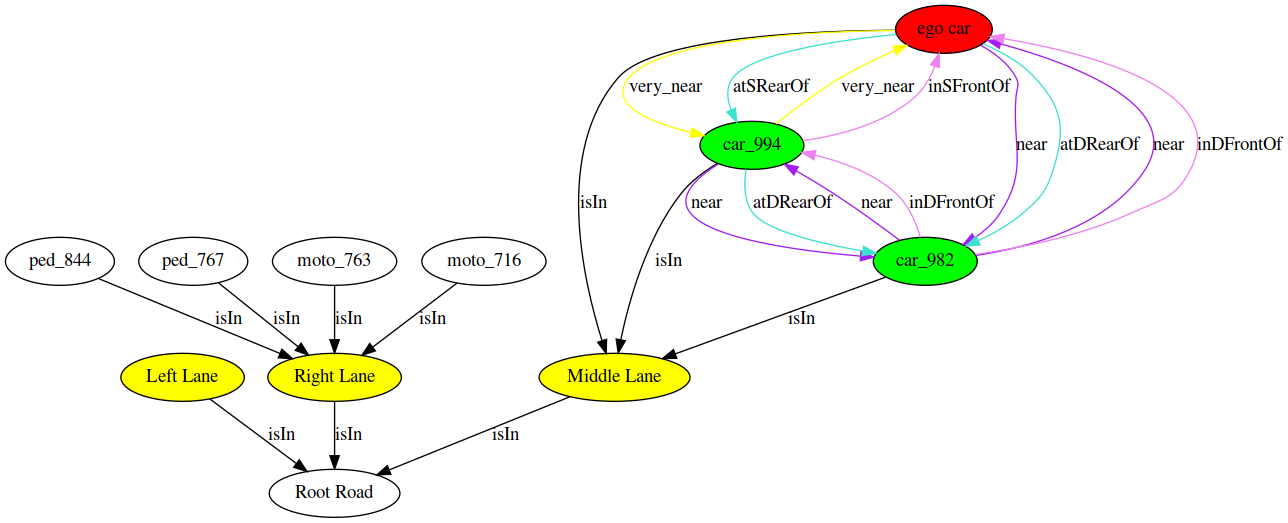 ego car
very_near
atSRearOf
very_near
inSFrontOf
car_994
near
atDRearOf
near
inDFrontOf
isIn
near
atDRearOf
near
inDFrontOf
isIn
ped_844
ped_767
moto_763
moto_716
car_982
isIn
isIn
isIn
isIn
isIn
Left Lane
Right Lane
Middle Lane
isIn
isIn
isIn
Root Road